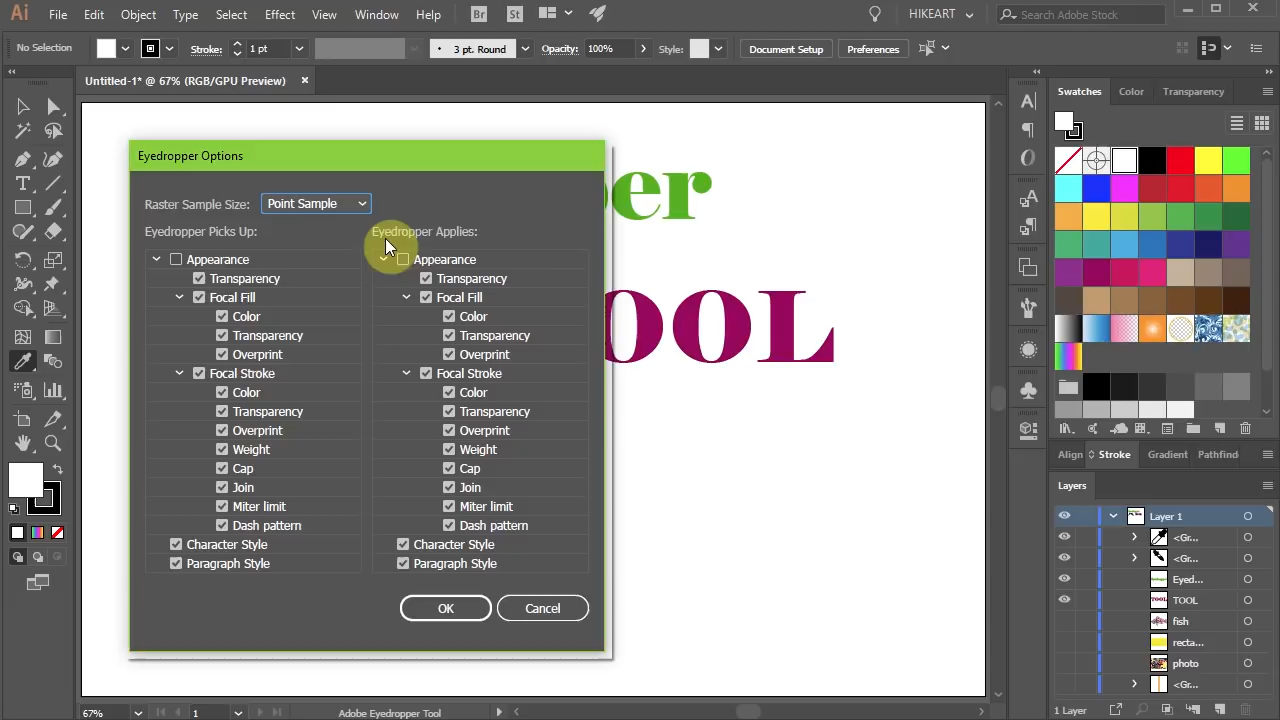 Ai File Edit Object Type Select Effect View Window Help Br St HIKEART Search Adobe Stock
No Selection Stroke: 1 pt 3 pt. Round Opacity: 100% Style: Document Setup Preferences
Untitled-1* @ 67% (RGB/GPU Preview)
Swatches Color Transparency
Eyedropper Options
per
TOOL
Raster Sample Size: Point Sample
Eyedropper Picks Up: Eyedropper Applies:
Appearance Appearance
Transparency Transparency
Focal Fill Focal Fill
Color Color
Transparency Transparency
Overprint Overprint
Focal Stroke Focal Stroke
Color Color
Transparency Transparency
Overprint Overprint
Weight Weight
Cap Cap
Join Join
Miter limit Miter limit
Dash pattern Dash pattern
Character Style Character Style
Paragraph Style Paragraph Style
OK Cancel
Align Stroke Gradient Pathfind
Layers
Layer 1
<Gr...
<Gr...
Eyed...
TOOL
fish
recta...
photo
<Gr...
1 Layer
67% 1 Adobe Eyedropper Tool